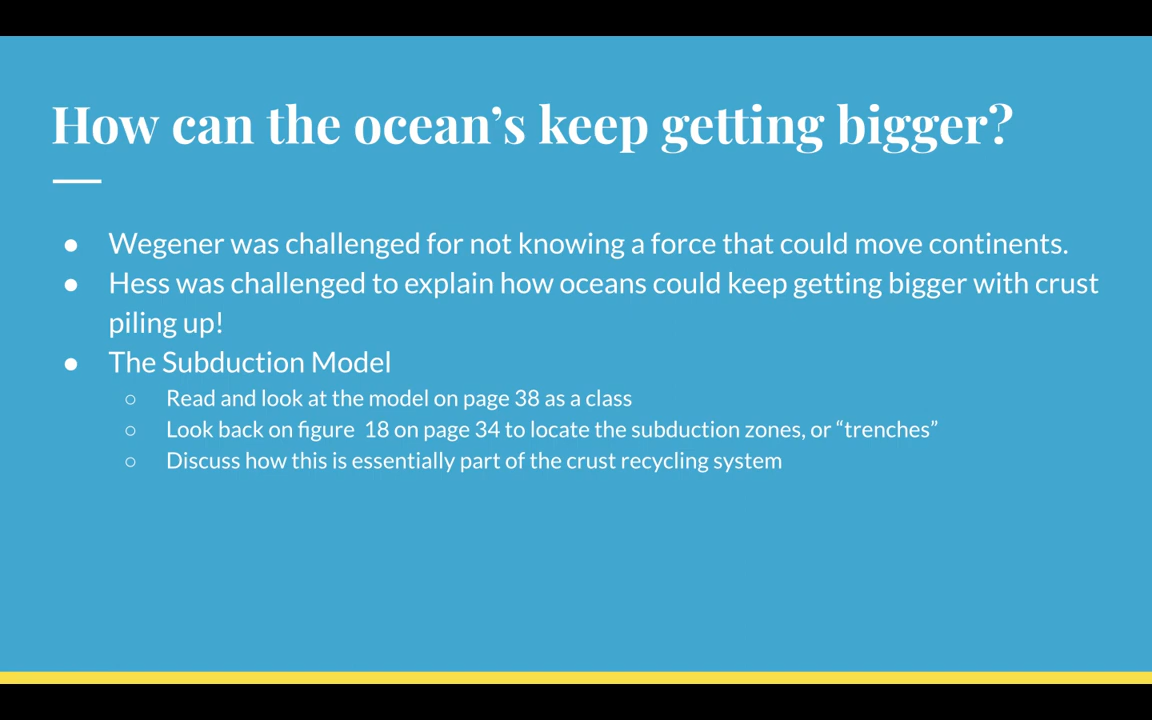 How can the ocean’s keep getting bigger?
● Wegener was challenged for not knowing a force that could move continents.
● Hess was challenged to explain how oceans could keep getting bigger with crust
piling up!
● The Subduction Model
○ Read and look at the model on page 38 as a class
○ Look back on figure  18 on page 34 to locate the subduction zones, or “trenches”
○ Discuss how this is essentially part of the crust recycling system